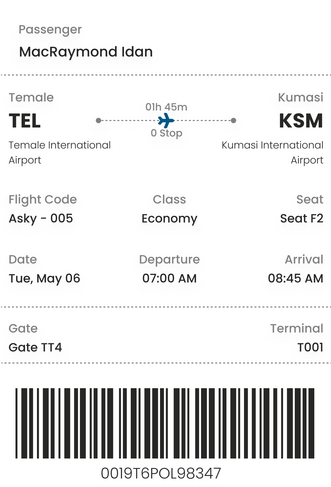 Passenger
MacRaymond Idan
Temale
Kumasi
TEL
01h 45m
0 Stop
KSM
Temale International
Airport
Kumasi International
Airport
Flight Code
Class
Seat
Asky - 005
Economy
Seat F2
Date
Departure
Arrival
Tue, May 06
07:00 AM
08:45 AM
Gate
Terminal
Gate TT4
T001
0019T6POL98347